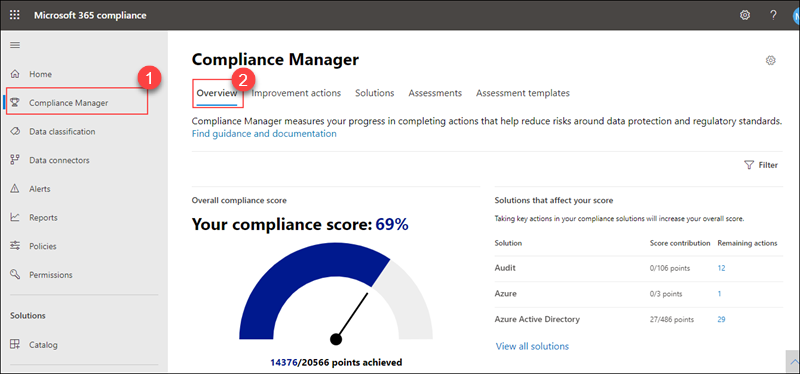 Microsoft 365 compliance
?
Home
1
Compliance Manager
Data classification
Data connectors
Alerts
Reports
Policies
Permissions
Solutions
Catalog
Compliance Manager
2
Overview Improvement actions Solutions Assessments Assessment templates
Compliance Manager measures your progress in completing actions that help reduce risks around data protection and regulatory standards.
Find guidance and documentation
Filter
Overall compliance score
Your compliance score: 69%
14376/20566 points achieved
Solutions that affect your score
Taking key actions in your compliance solutions will increase your overall score.
Solution Score contribution Remaining actions
Audit 0/106 points 12
Azure 0/3 points 1
Azure Active Directory 27/486 points 29
View all solutions